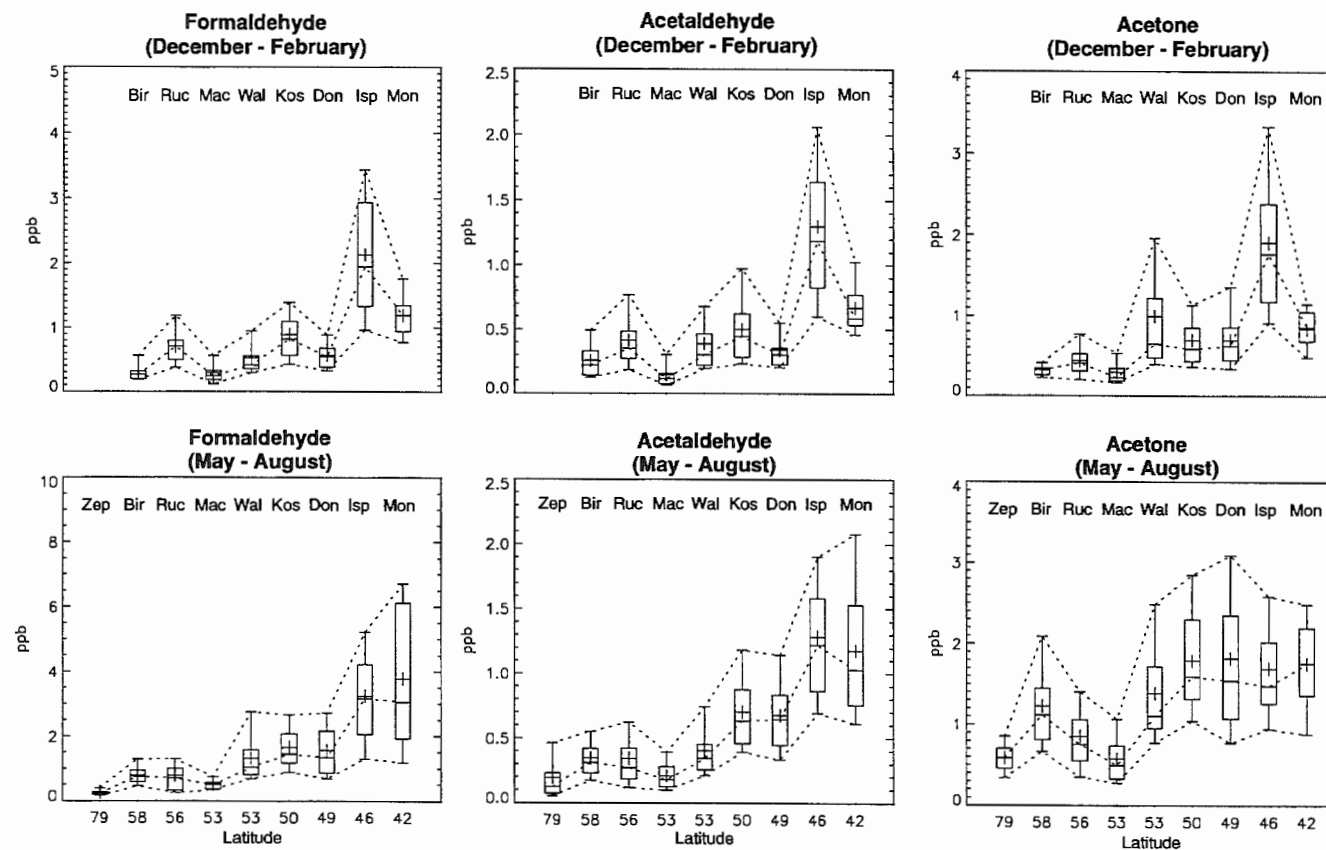 Formaldehyde
(December - February)
ppb
5
4
3
2
1
0
Bir Ruc Mac Wal Kos Don Isp Mon
Acetaldehyde
(December - February)
ppb
2.5
2.0
1.5
1.0
0.5
0.0
Bir Ruc Mac Wal Kos Don Isp Mon
Acetone
(December - February)
ppb
4
3
2
1
0
Bir Ruc Mac Wal Kos Don Isp Mon
Formaldehyde
(May - August)
ppb
10
8
6
4
2
0
Zep Bir Ruc Mac Wal Kos Don Isp Mon
79 58 56 53 53 50 49 46 42
Latitude
Acetaldehyde
(May - August)
ppb
2.5
2.0
1.5
1.0
0.5
0.0
Zep Bir Ruc Mac Wal Kos Don Isp Mon
79 58 56 53 53 50 49 46 42
Latitude
Acetone
(May - August)
ppb
4
3
2
1
0
Zep Bir Ruc Mac Wal Kos Don Isp Mon
79 58 56 53 53 50 49 46 42
Latitude